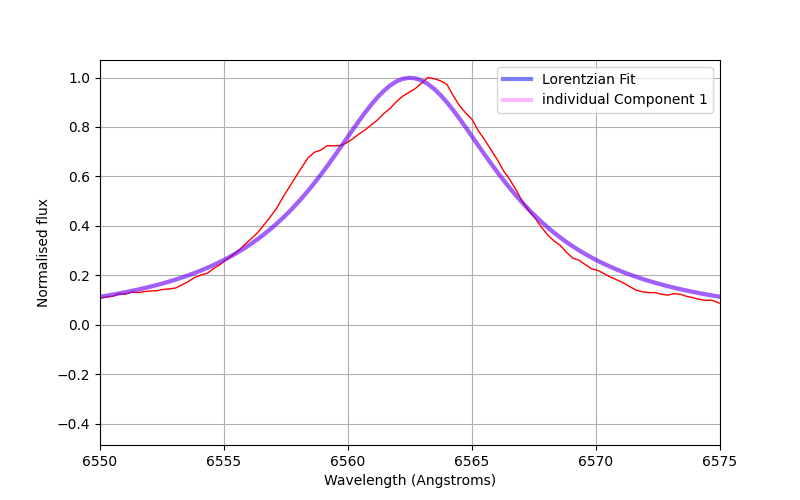 Lorentzian Fit
individual Component 1
1.0
0.8
0.6
0.4
0.2
0.0
−0.2
−0.4
Normalised flux
6550 6555 6560 6565 6570 6575
Wavelength (Angstroms)